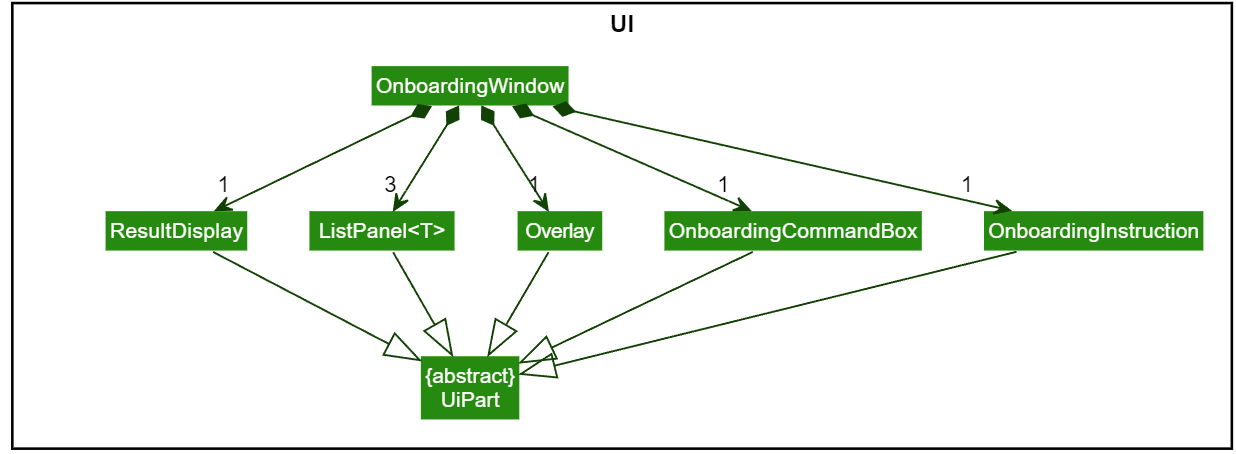 UI
OnboardingWindow
1
3
1
1
1
ResultDisplay
ListPanel<T>
Overlay
OnboardingCommandBox
OnboardingInstruction
{abstract}
UiPart